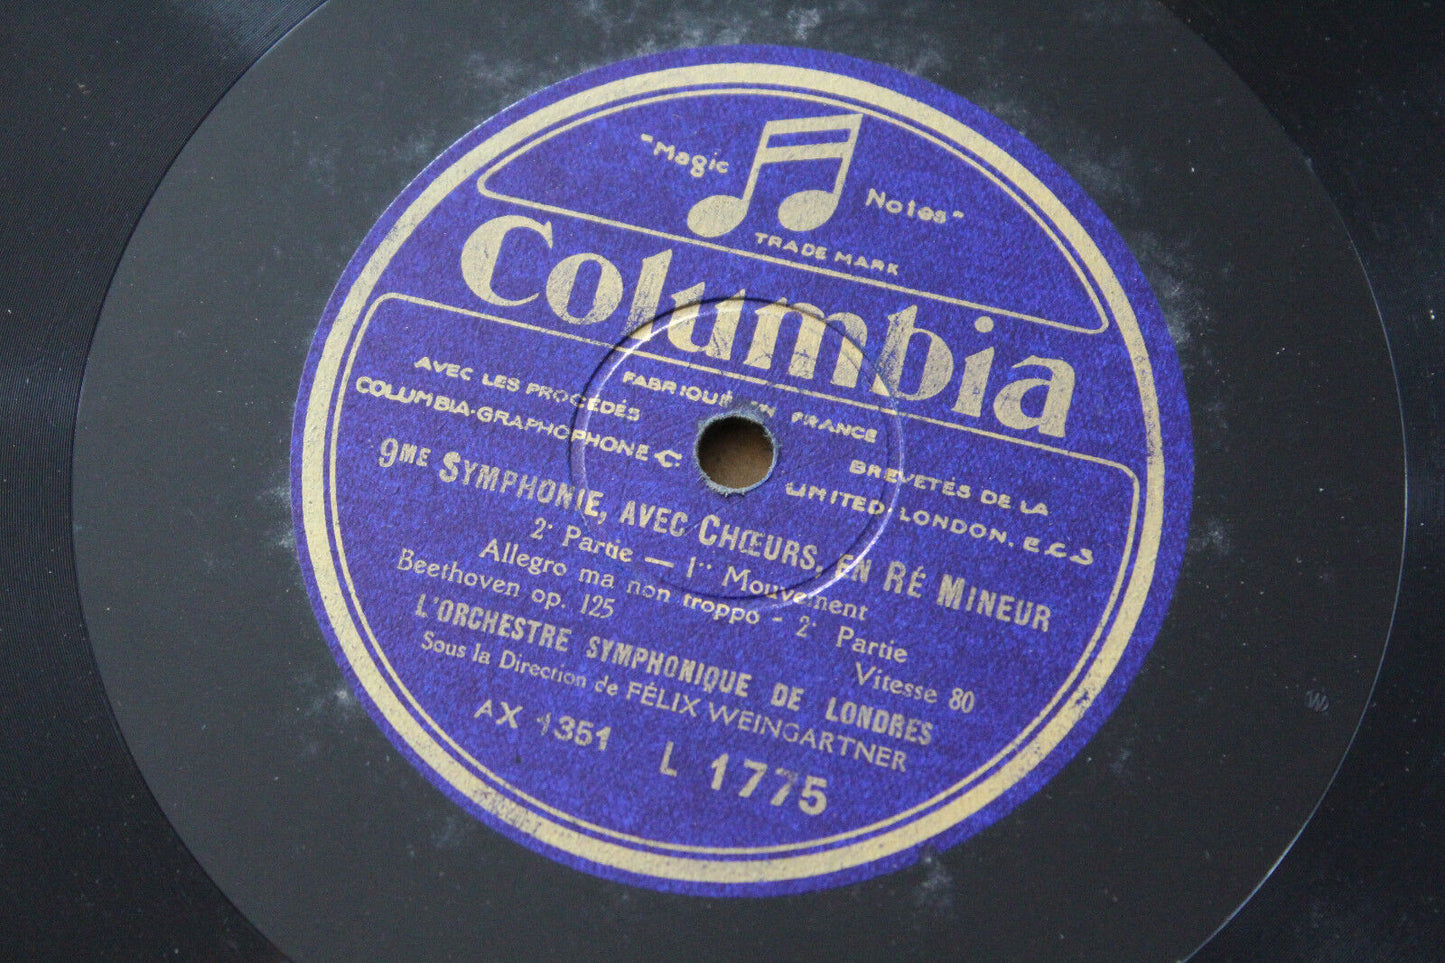 "Magic Notes"
TRADE MARK
Columbia
FABRIQUÉ EN FRANCE
AVEC LES PROCÉDÉS BREVETÉS DE LA
COLUMBIA-GRAPHOPHONE C° LIMITED·LONDON. E.C.3
9ME SYMPHONIE, AVEC CHŒURS, EN RÉ MINEUR
2e Partie — 1er Mouvement
Allegro ma non troppo - 2e Partie
Beethoven op. 125 Vitesse 80
L'ORCHESTRE SYMPHONIQUE DE LONDRES
Sous la Direction de FÉLIX WEINGARTNER
AX 1351 L 1775
W